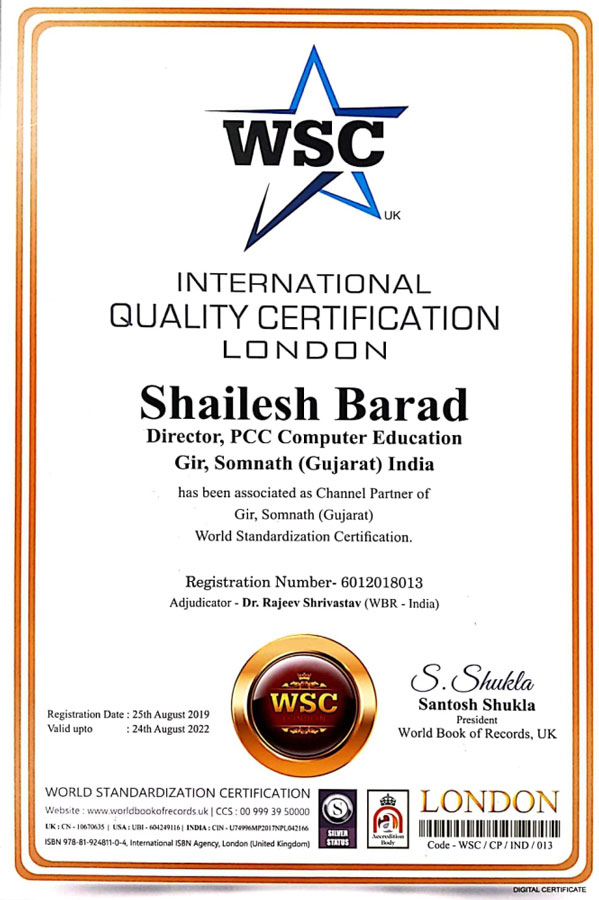 WSC
UK
INTERNATIONAL
QUALITY CERTIFICATION
LONDON
Shailesh Barad
Director, PCC Computer Education
Gir, Somnath (Gujarat) India
has been associated as Channel Partner of
Gir, Somnath (Gujarat)
World Standardization Certification.
Registration Number- 6012018013
Adjudicator - Dr. Rajeev Shrivastav (WBR - India)
WSC
LONDON
S. Shukla
Santosh Shukla
President
World Book of Records, UK
Registration Date : 25th August 2019
Valid upto : 24th August 2022
WORLD STANDARDIZATION CERTIFICATION
Website : www.worldbookofrecords.uk | CCS : 00 999 39 50000
UK : CN - 10670635 | USA : UBI - 604249116 | INDIA : CIN - U74996MP2017NPL042166
ISBN 978-81-924811-0-4, International ISBN Agency, London (United Kingdom)
S
SILVER
STATUS
Accreditation
Body
LONDON
Code - WSC / CP / IND / 013
DIGITAL CERTIFICATE